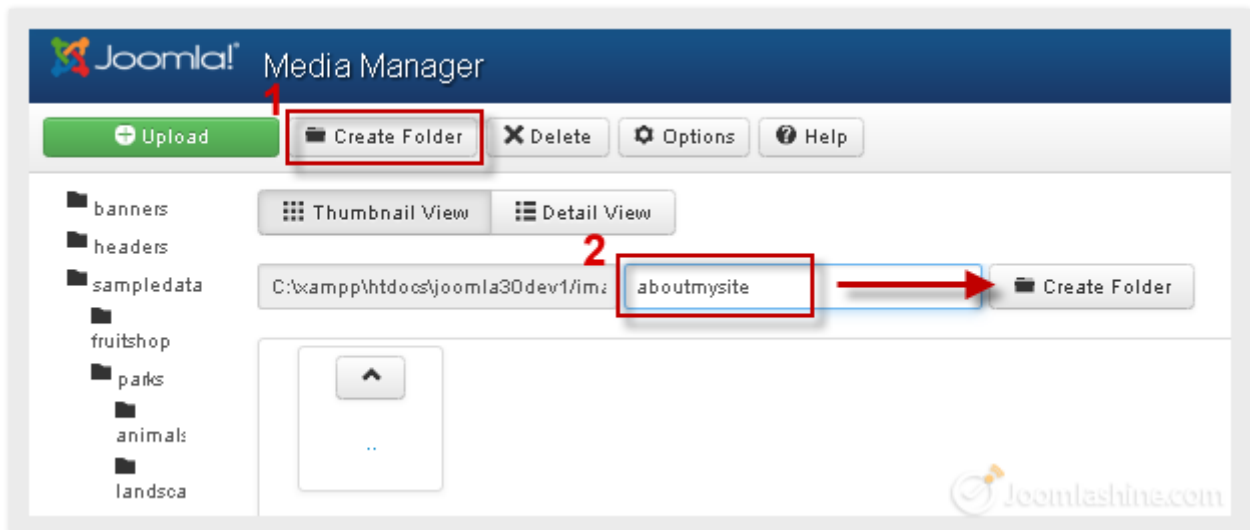 Joomla!
Media Manager
1
Upload
Create Folder
Delete
Options
Help
banners
headers
sampledata
fruitshop
parks
animals
landsca
Thumbnail View
Detail View
2
C:\xampp\htdocs\joomla30dev1/ima
aboutmysite
Create Folder
..
Joomlashine.com